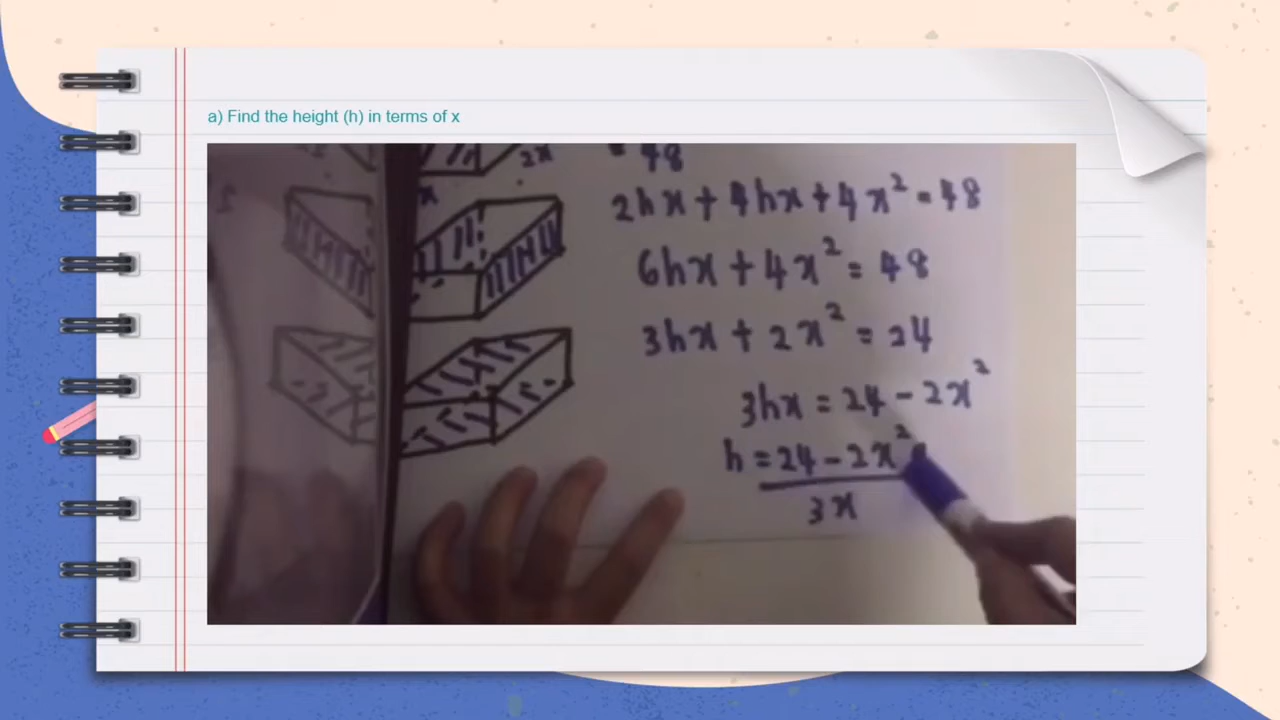 a) Find the height (h) in terms of x
2x
= 48
x
2hx + 4hx + 4x² = 48
6hx + 4x² = 48
3hx + 2x² = 24
3hx = 24 - 2x²
h = 24 - 2x²
3x